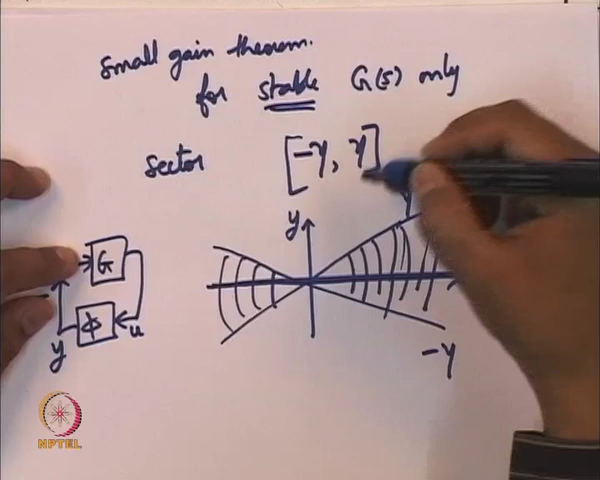 Small gain theorem.
for stable G(s) only
Sector [-γ, γ]
y
γ
G
φ
u
y
-γ
NPTEL